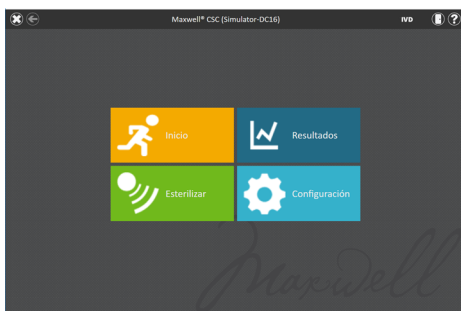 Maxwell® CSC (Simulator-DC16)
IVD
?
Inicio
Resultados
Esterilizar
Configuración
Maxwell